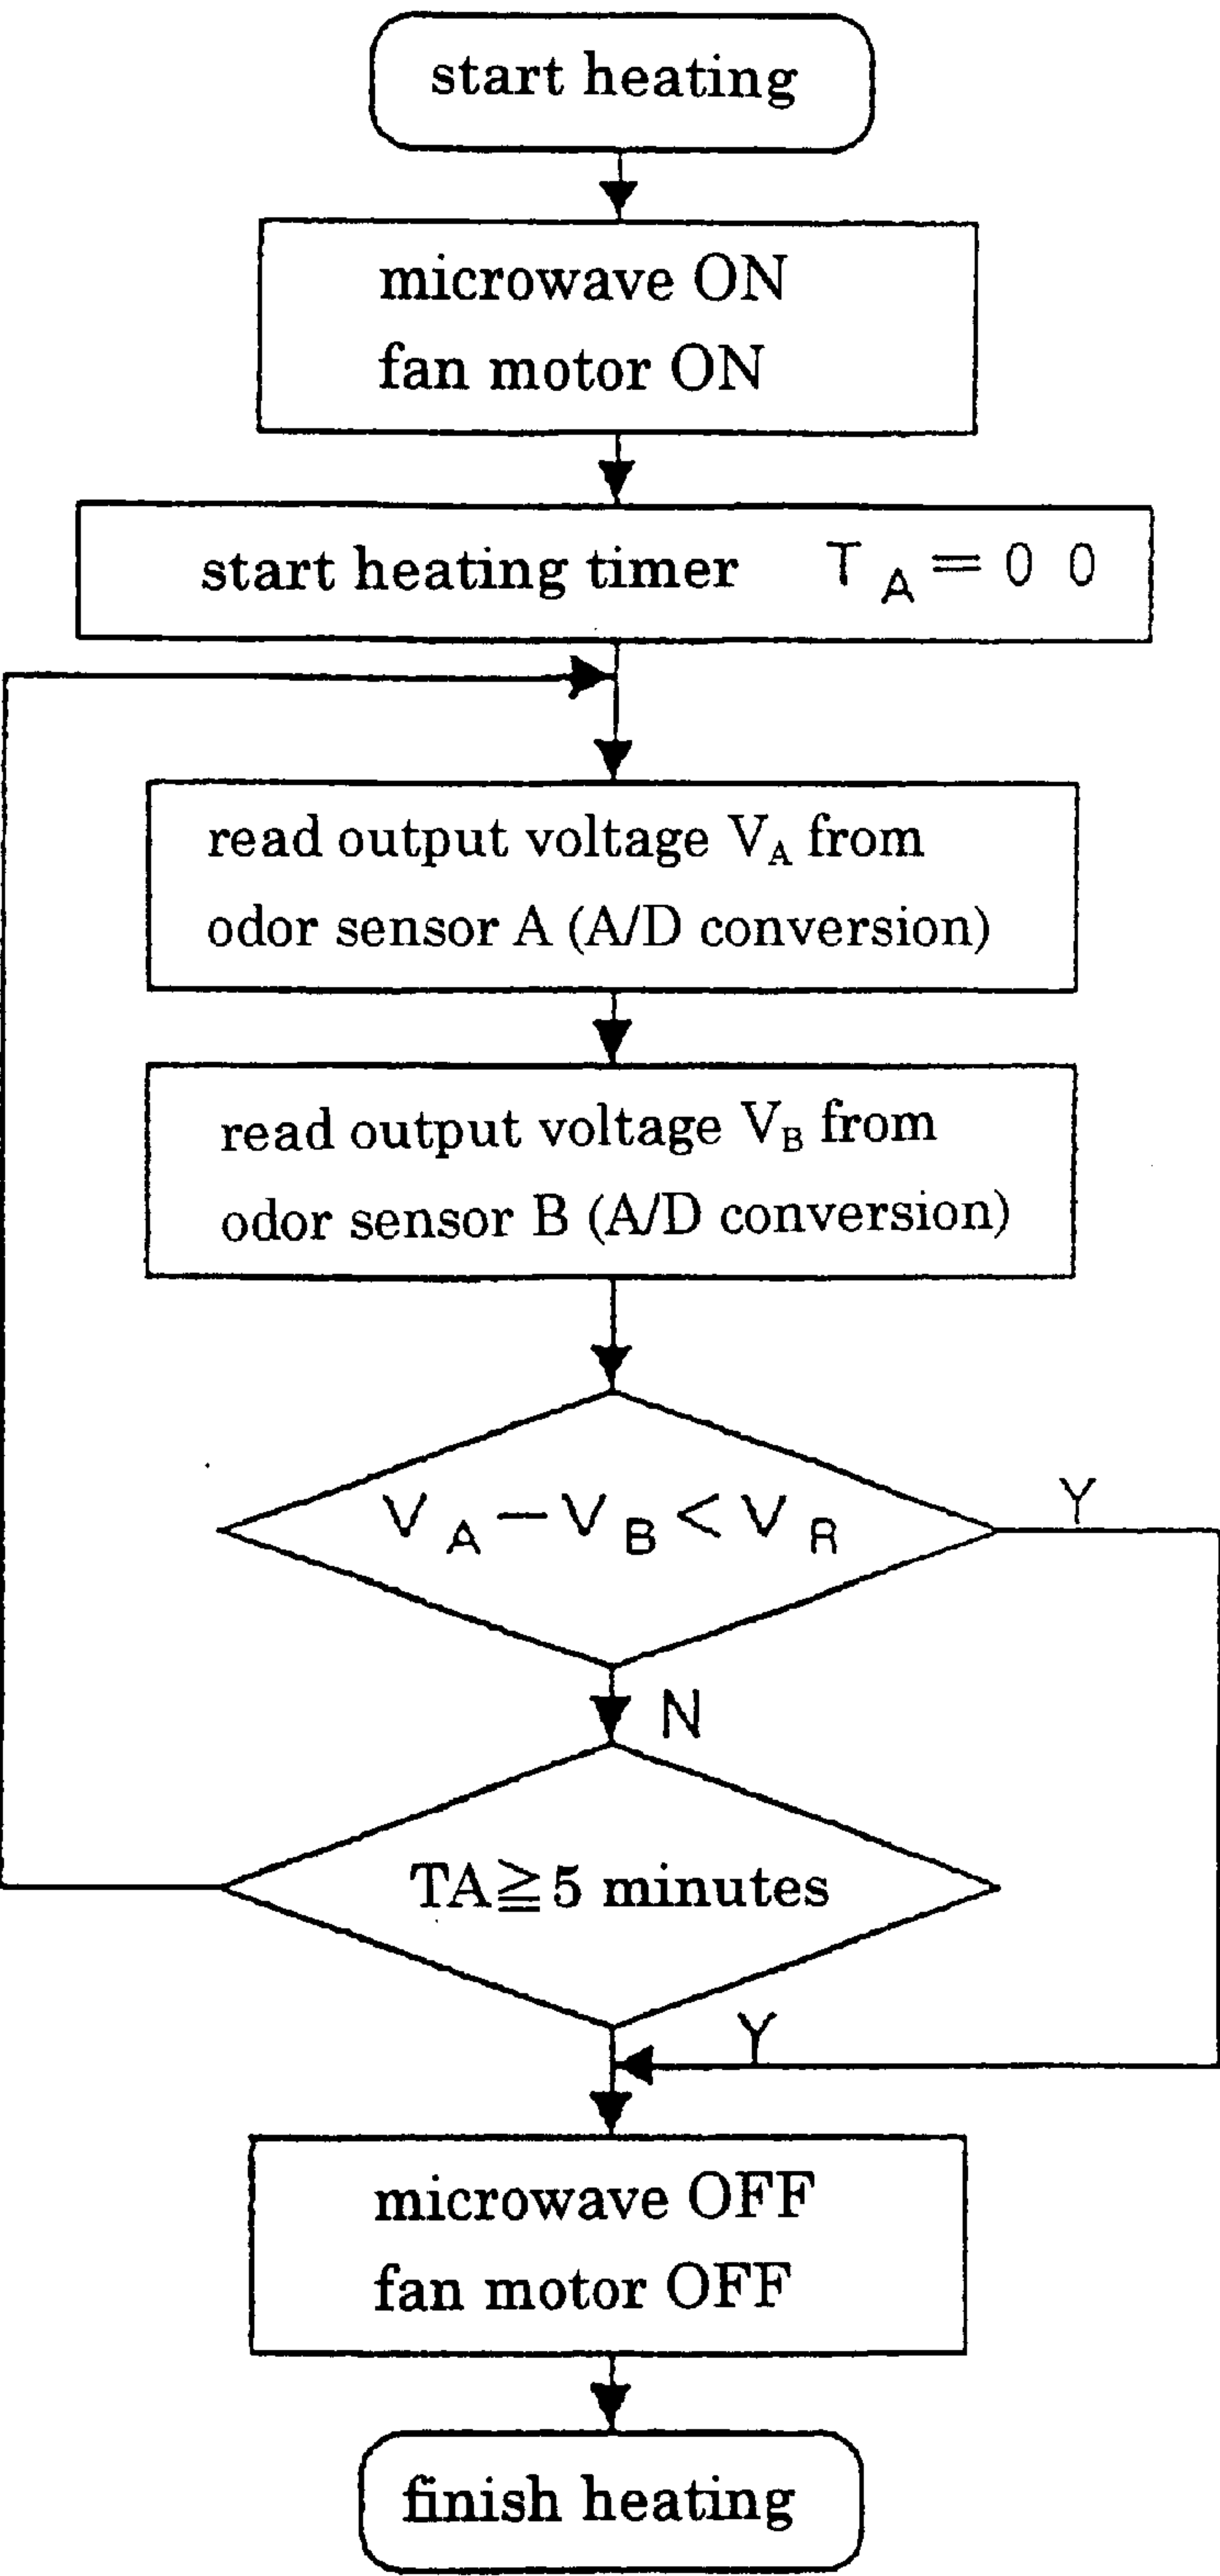 start heating
microwave ON
fan motor ON
start heating timer T_A = 0 0
read output voltage V_A from
odor sensor A (A/D conversion)
read output voltage V_B from
odor sensor B (A/D conversion)
V_A − V_B < V_R
Y
N
TA≧5 minutes
Y
microwave OFF
fan motor OFF
finish heating